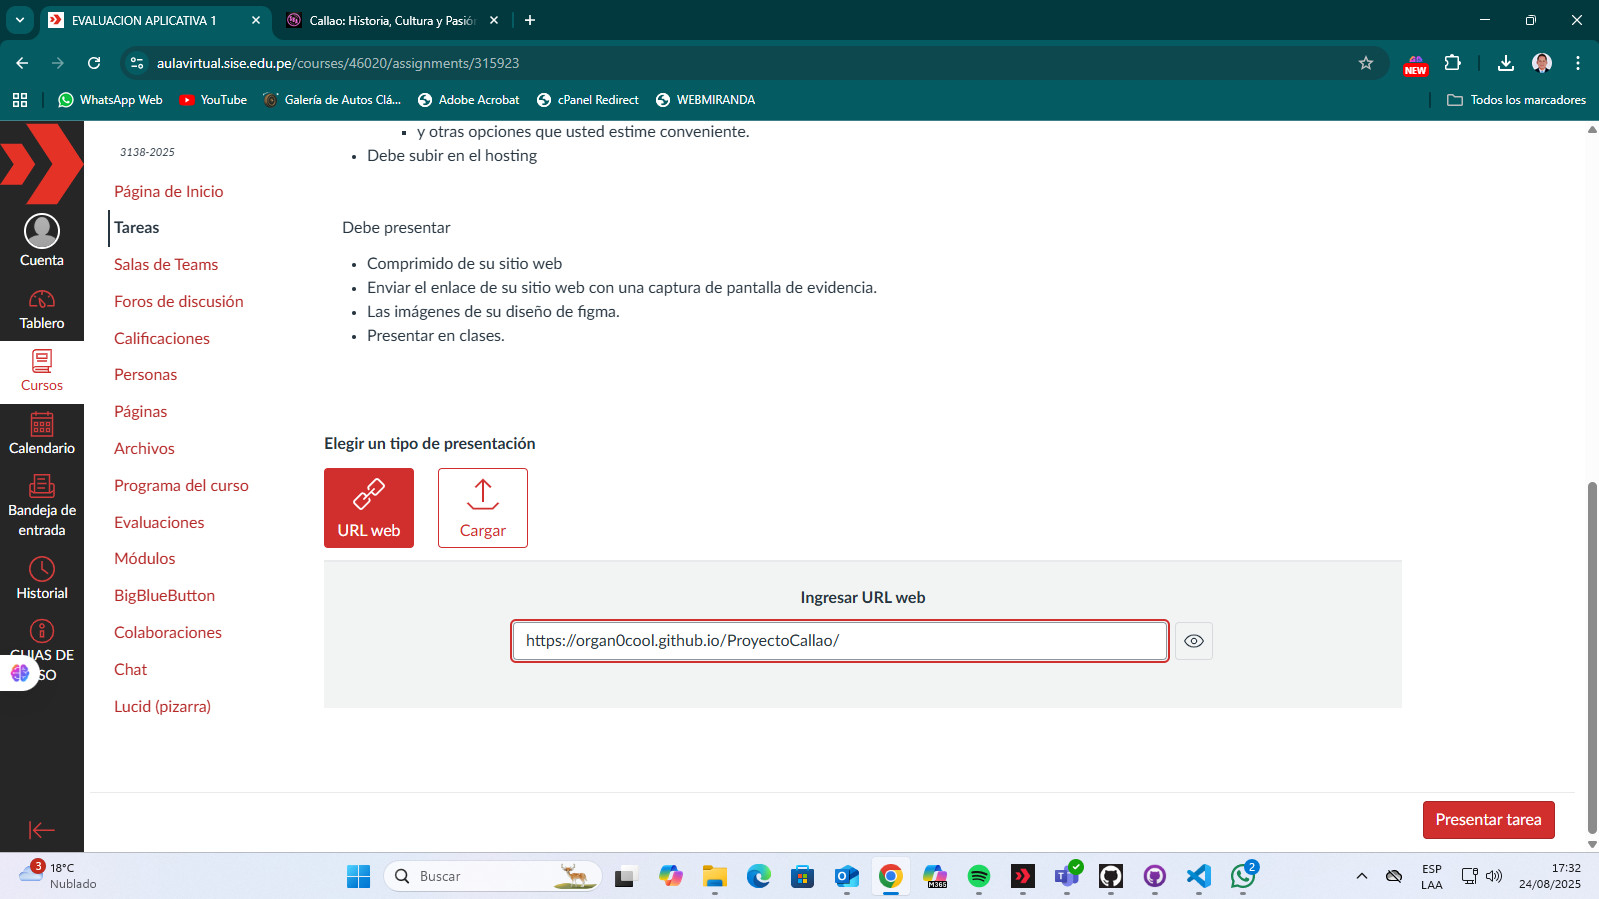 EVALUACION APLICATIVA 1
Callao: Historia, Cultura y Pasión
aulavirtual.sise.edu.pe/courses/46020/assignments/315923
NEW
WhatsApp Web
YouTube
Galería de Autos Clá...
Adobe Acrobat
cPanel Redirect
WEBMIRANDA
Todos los marcadores
Cuenta
Tablero
Cursos
Calendario
Bandeja de
entrada
Historial
GUIAS DE
SO
3138-2025
Página de Inicio
Tareas
Salas de Teams
Foros de discusión
Calificaciones
Personas
Páginas
Archivos
Programa del curso
Evaluaciones
Módulos
BigBlueButton
Colaboraciones
Chat
Lucid (pizarra)
y otras opciones que usted estime conveniente.
Debe subir en el hosting
Debe presentar
Comprimido de su sitio web
Enviar el enlace de su sitio web con una captura de pantalla de evidencia.
Las imágenes de su diseño de figma.
Presentar en clases.
Elegir un tipo de presentación
URL web
Cargar
Ingresar URL web
https://organ0cool.github.io/ProyectoCallao/
Presentar tarea
3
18°C
Nublado
Buscar
M365
2
ESP
LAA
17:32
24/08/2025